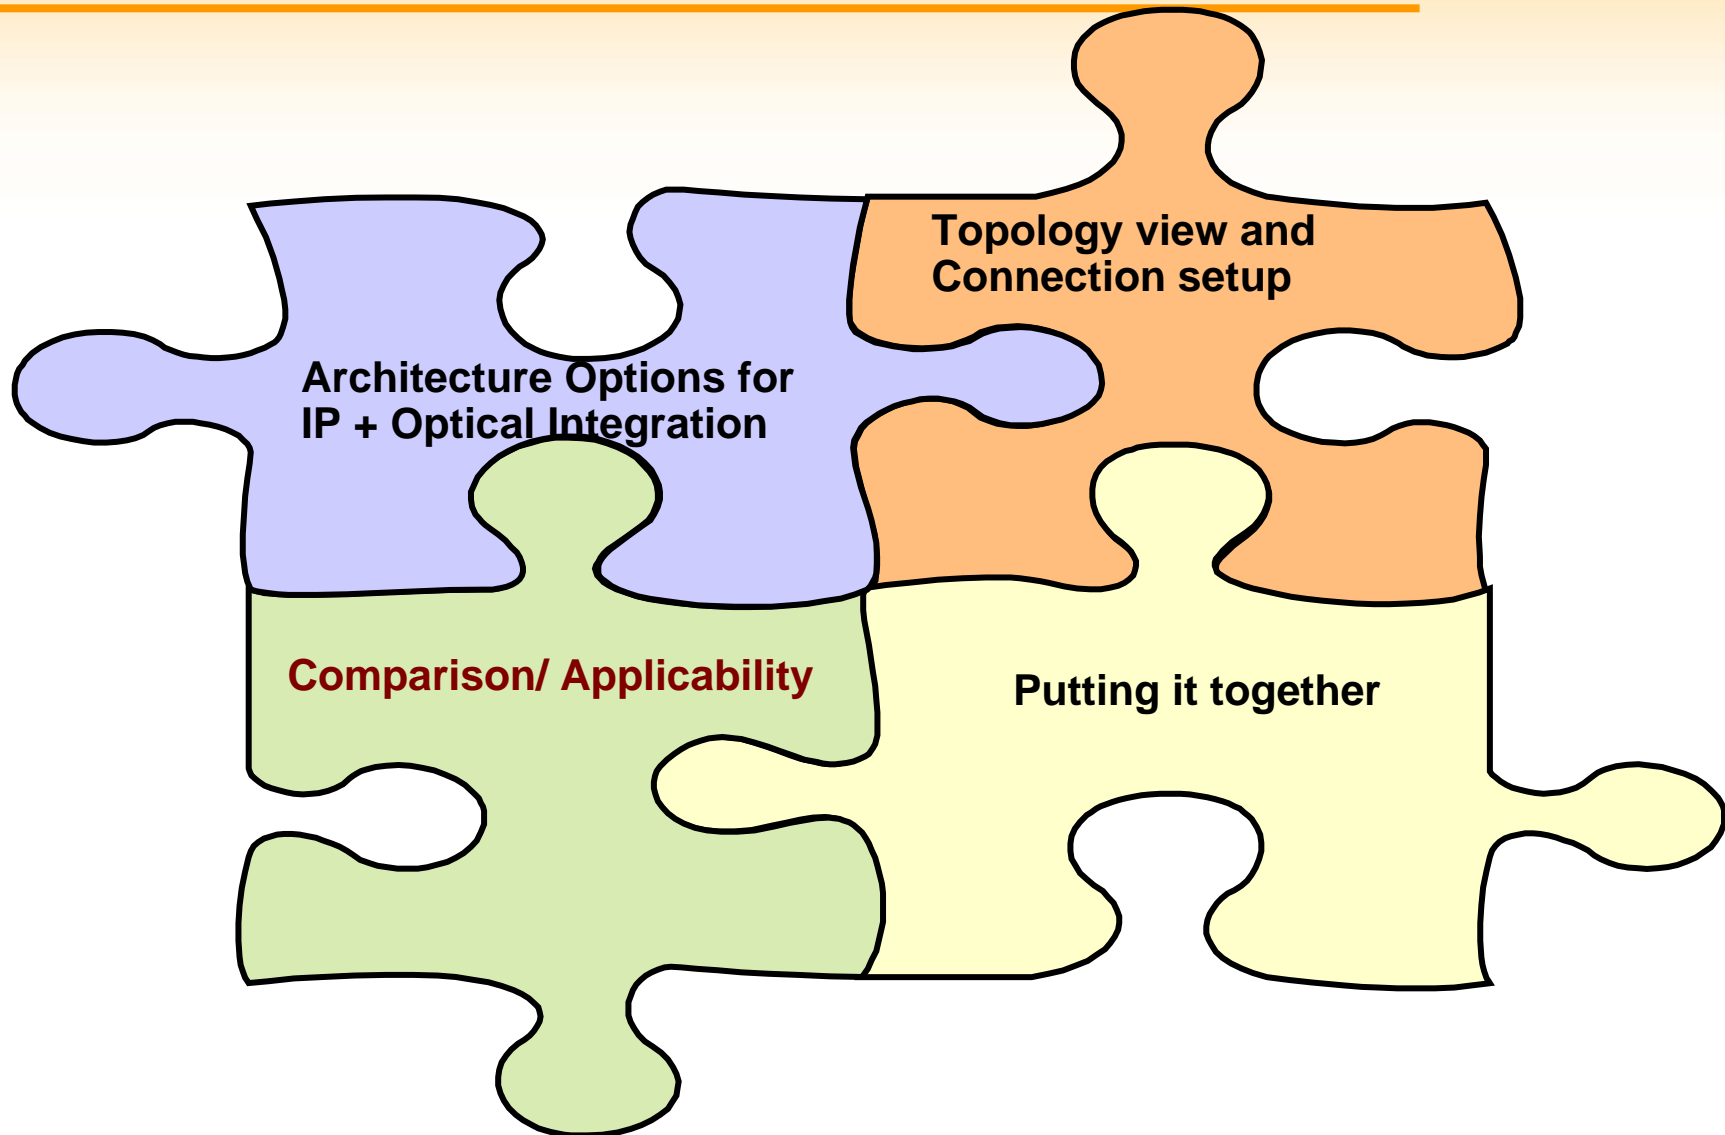 Topology view and
Connection setup
Architecture Options for
IP + Optical Integration
Comparison/ Applicability
Putting it together